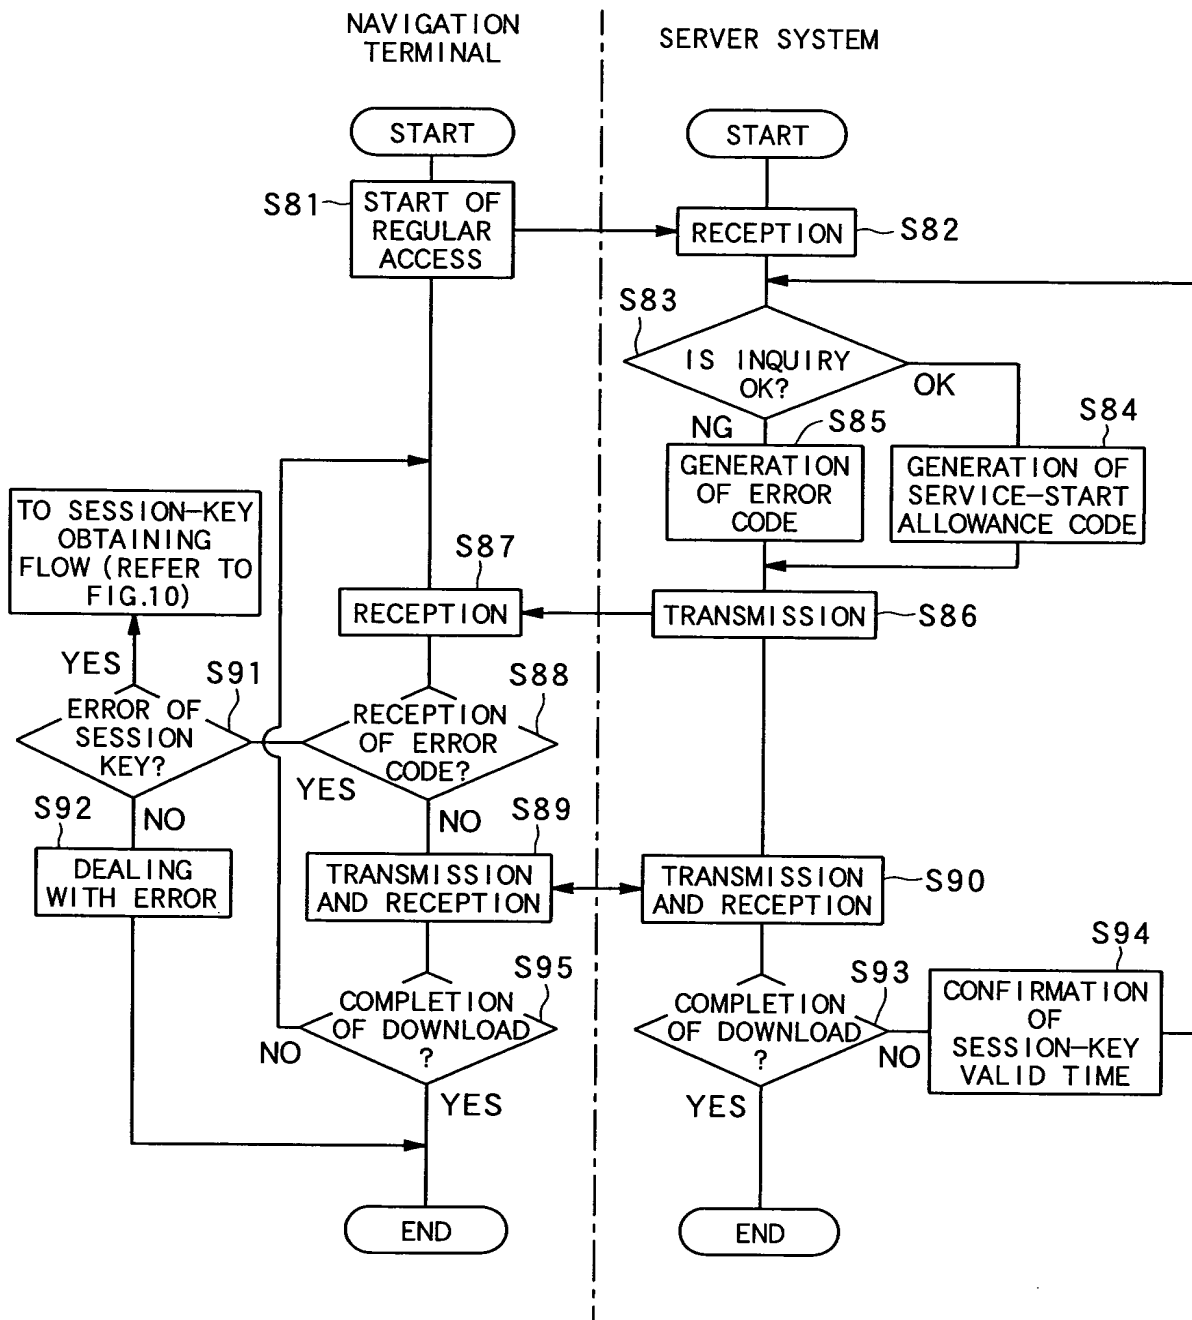 NAVIGATION
TERMINAL
SERVER SYSTEM
START
START
S81
START OF
REGULAR
ACCESS
RECEPTION
S82
S83
IS INQUIRY
OK?
OK
NG
S85
S84
GENERATION
OF ERROR
CODE
GENERATION OF
SERVICE-START
ALLOWANCE CODE
TO SESSION-KEY
OBTAINING
FLOW (REFER TO
FIG.10)
S87
RECEPTION
TRANSMISSION
S86
YES
S91
ERROR OF
SESSION
KEY?
S88
RECEPTION
OF ERROR
CODE?
YES
NO
NO
S92
DEALING
WITH ERROR
S89
TRANSMISSION
AND RECEPTION
TRANSMISSION
AND RECEPTION
S90
S95
COMPLETION
OF DOWNLOAD
?
NO
YES
S93
COMPLETION
OF DOWNLOAD
?
NO
YES
S94
CONFIRMATION
OF
SESSION-KEY
VALID TIME
END
END